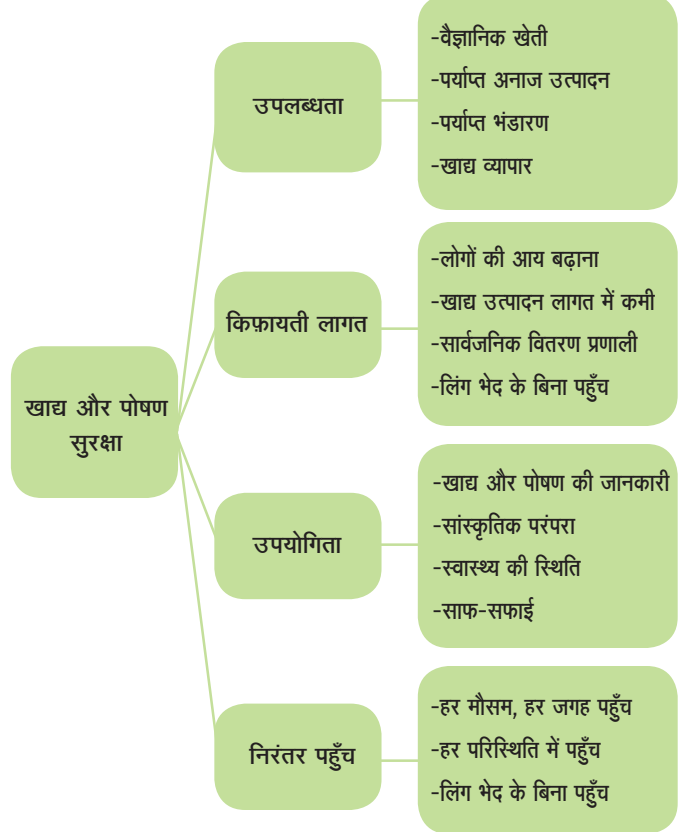 खाद्य और पोषण
सुरक्षा
उपलब्धता
-वैज्ञानिक खेती
-पर्याप्त अनाज उत्पादन
-पर्याप्त भंडारण
-खाद्य व्यापार
किफ़ायती लागत
-लोगों की आय बढ़ाना
-खाद्य उत्पादन लागत में कमी
-सार्वजनिक वितरण प्रणाली
-लिंग भेद के बिना पहुँच
उपयोगिता
-खाद्य और पोषण की जानकारी
-सांस्कृतिक परंपरा
-स्वास्थ्य की स्थिति
-साफ-सफाई
निरंतर पहुँच
-हर मौसम, हर जगह पहुँच
-हर परिस्थिति में पहुँच
-लिंग भेद के बिना पहुँच